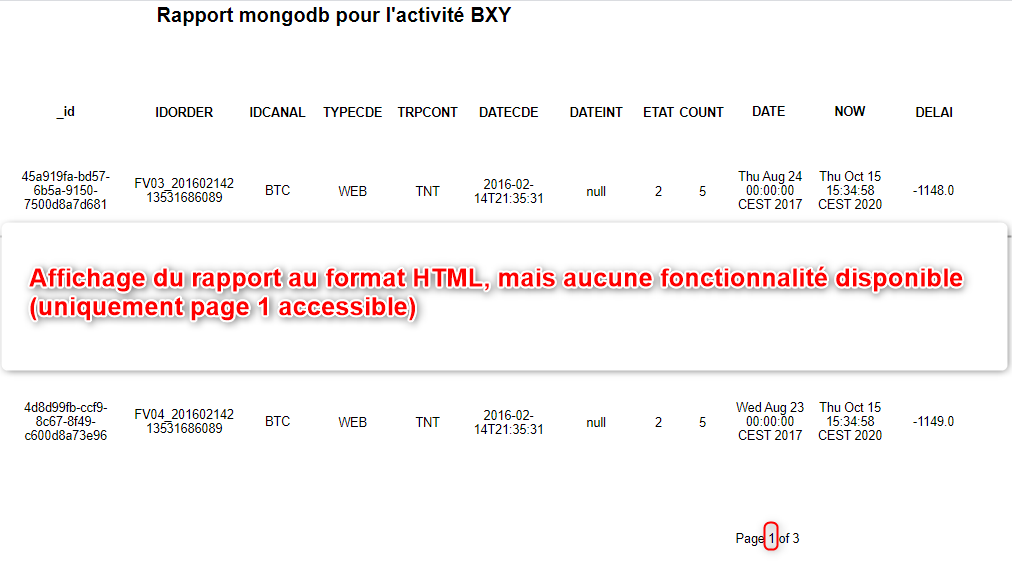 Rapport mongodb pour l'activité BXY
_id IDORDER IDCANAL TYPECDE TRPCONT DATECDE DATEINT ETAT COUNT DATE NOW DELAI
45a919fa-bd57-6b5a-9150-7500d8a7d681 FV03_20160214213531686089 BTC WEB TNT 2016-02-14T21:35:31 null 2 5 Thu Aug 24 00:00:00 CEST 2017 Thu Oct 15 15:34:58 CEST 2020 -1148.0
Affichage du rapport au format HTML, mais aucune fonctionnalité disponible
(uniquement page 1 accessible)
4d8d99fb-ccf9-8c67-8f49-c600d8a73e96 FV04_20160214213531686089 BTC WEB TNT 2016-02-14T21:35:31 null 2 5 Wed Aug 23 00:00:00 CEST 2017 Thu Oct 15 15:34:58 CEST 2020 -1149.0
Page 1 of 3